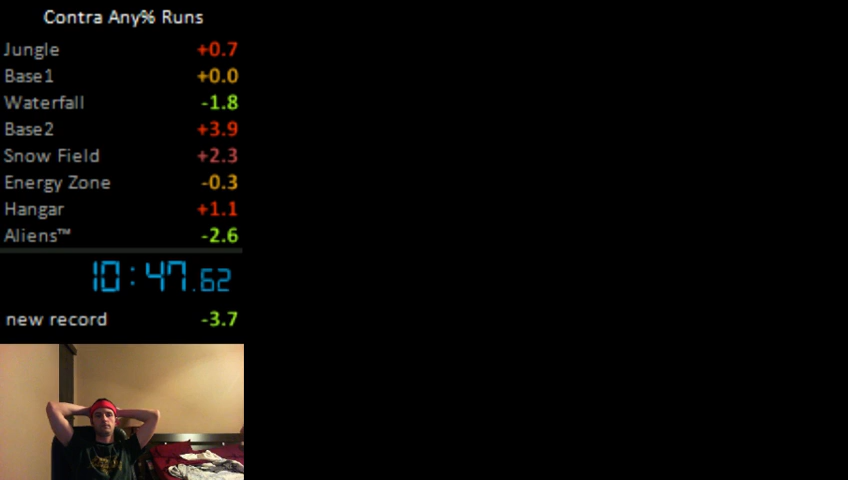 Contra Any% Runs
Jungle +0.7
Base1 +0.0
Waterfall -1.8
Base2 +3.9
Snow Field +2.3
Energy Zone -0.3
Hangar +1.1
Aliens™ -2.6
10:47.62
new record -3.7